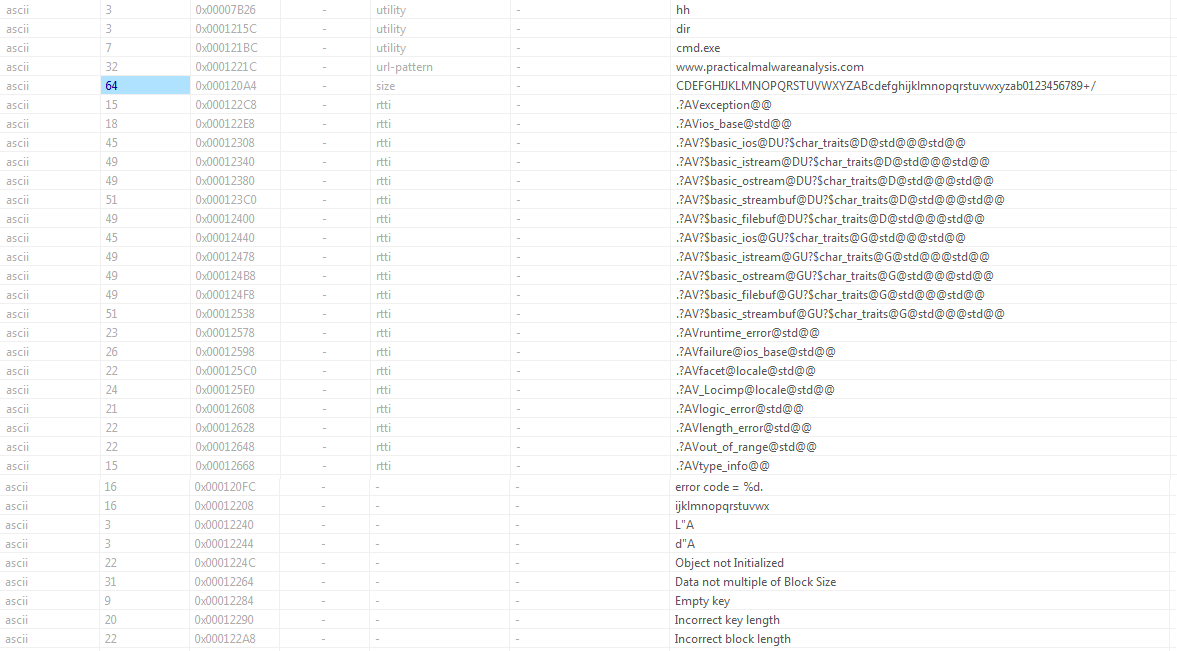 ascii 3 0x00007B26 - utility - hh
ascii 3 0x0001215C - utility - dir
ascii 7 0x000121BC - utility - cmd.exe
ascii 32 0x0001221C - url-pattern - www.practicalmalwareanalysis.com
ascii 64 0x000120A4 - size - CDEFGHIJKLMNOPQRSTUVWXYZABcdefghijklmnopqrstuvwxyzab0123456789+/
ascii 15 0x000122C8 - rtti - .?AVexception@@
ascii 18 0x000122E8 - rtti - .?AVios_base@std@@
ascii 45 0x00012308 - rtti - .?AV?$basic_ios@DU?$char_traits@D@std@@@std@@
ascii 49 0x00012340 - rtti - .?AV?$basic_istream@DU?$char_traits@D@std@@@std@@
ascii 49 0x00012380 - rtti - .?AV?$basic_ostream@DU?$char_traits@D@std@@@std@@
ascii 51 0x000123C0 - rtti - .?AV?$basic_streambuf@DU?$char_traits@D@std@@@std@@
ascii 49 0x00012400 - rtti - .?AV?$basic_filebuf@DU?$char_traits@D@std@@@std@@
ascii 45 0x00012440 - rtti - .?AV?$basic_ios@GU?$char_traits@G@std@@@std@@
ascii 49 0x00012478 - rtti - .?AV?$basic_istream@GU?$char_traits@G@std@@@std@@
ascii 49 0x000124B8 - rtti - .?AV?$basic_ostream@GU?$char_traits@G@std@@@std@@
ascii 49 0x000124F8 - rtti - .?AV?$basic_filebuf@GU?$char_traits@G@std@@@std@@
ascii 51 0x00012538 - rtti - .?AV?$basic_streambuf@GU?$char_traits@G@std@@@std@@
ascii 23 0x00012578 - rtti - .?AVruntime_error@std@@
ascii 26 0x00012598 - rtti - .?AVfailure@ios_base@std@@
ascii 22 0x000125C0 - rtti - .?AVfacet@locale@std@@
ascii 24 0x000125E0 - rtti - .?AV_Locimp@locale@std@@
ascii 21 0x00012608 - rtti - .?AVlogic_error@std@@
ascii 22 0x00012628 - rtti - .?AVlength_error@std@@
ascii 22 0x00012648 - rtti - .?AVout_of_range@std@@
ascii 15 0x00012668 - rtti - .?AVtype_info@@
ascii 16 0x000120FC - - - error code = %d.
ascii 16 0x00012208 - - - ijklmnopqrstuvwx
ascii 3 0x00012240 - - - L"A
ascii 3 0x00012244 - - - d"A
ascii 22 0x0001224C - - - Object not Initialized
ascii 31 0x00012264 - - - Data not multiple of Block Size
ascii 9 0x00012284 - - - Empty key
ascii 20 0x00012290 - - - Incorrect key length
ascii 22 0x000122A8 - - - Incorrect block length